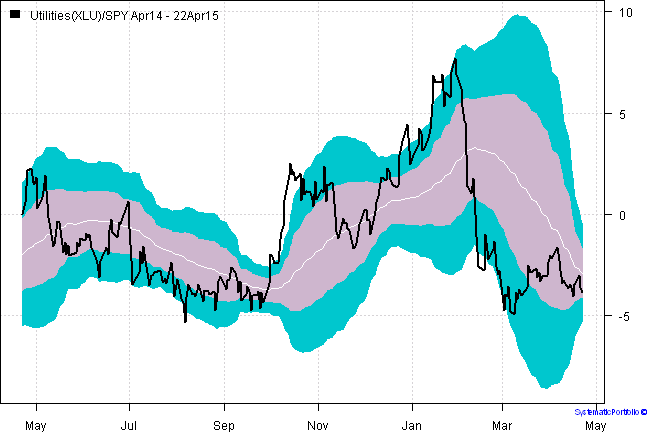 Utilities(XLU)/SPY Apr14 - 22Apr15
10
5
0
-5
SystematicPortfolio ©
May Jul Sep Nov Jan Mar May